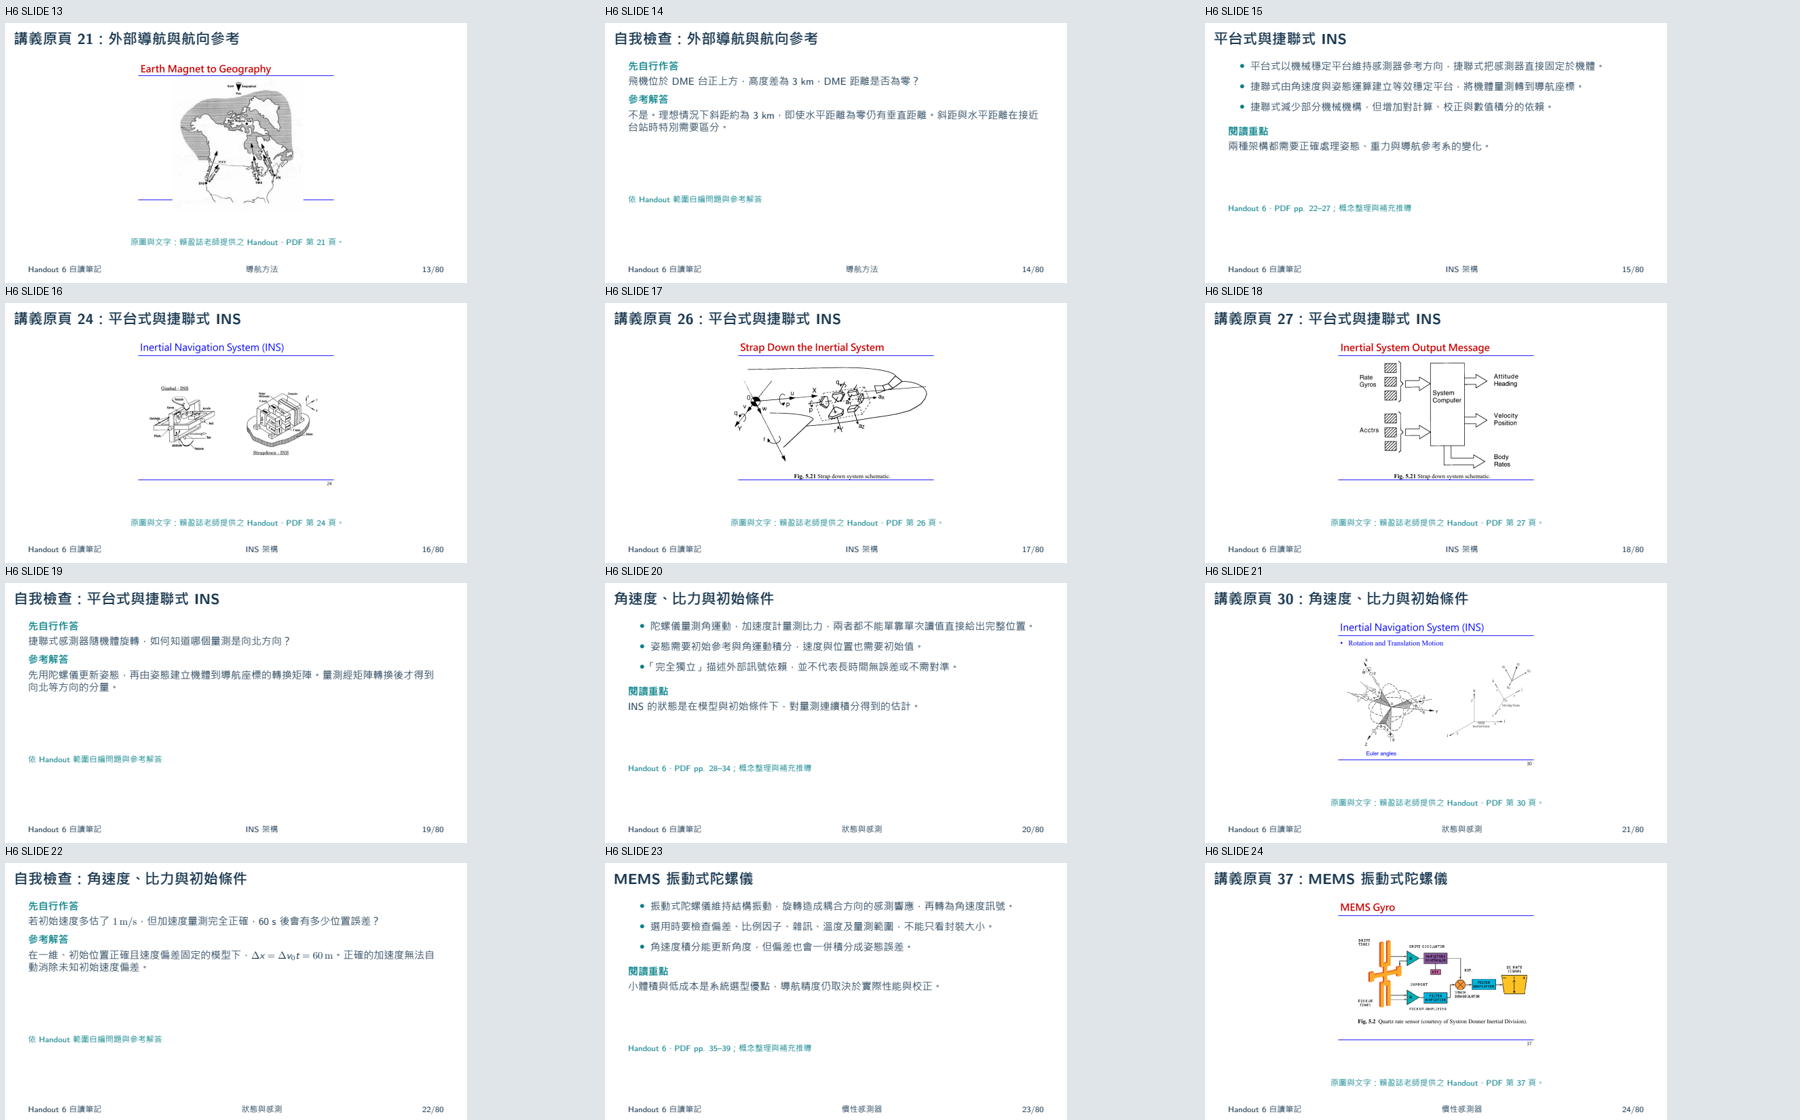 H6 SLIDE 13
講義原頁 21：外部導航與航向參考
Earth Magnet to Geography
原圖與文字：賴盈誌老師提供之 Handout，PDF 第 21 頁。
Handout 6 自讀筆記 導航方法 13/80
H6 SLIDE 14
自我檢查：外部導航與航向參考
先自行作答
飛機位於 DME 台正上方，高度差為 3 km，DME 距離是否為零？
參考解答
不是。理想情況下斜距約為 3 km，即使水平距離為零仍有垂直距離。斜距與水平距離在接近
台站時特別需要區分。
依 Handout 範圍自編問題與參考解答
Handout 6 自讀筆記 導航方法 14/80
H6 SLIDE 15
平台式與捷聯式 INS
• 平台式以機械穩定平台維持感測器參考方向，捷聯式把感測器直接固定於機體。
• 捷聯式由角速度與姿態運算建立等效穩定平台，將機體量測轉到導航座標。
• 捷聯式減少部分機械機構，但增加對計算、校正與數值積分的依賴。
閱讀重點
兩種架構都需要正確處理姿態、重力與導航參考系的變化。
Handout 6，PDF pp. 22–27；概念整理與補充推導
Handout 6 自讀筆記 INS 架構 15/80
H6 SLIDE 16
講義原頁 24：平台式與捷聯式 INS
Inertial Navigation System (INS)
Gimbal - INS
Strapdown - INS
24
原圖與文字：賴盈誌老師提供之 Handout，PDF 第 24 頁。
Handout 6 自讀筆記 INS 架構 16/80
H6 SLIDE 17
講義原頁 26：平台式與捷聯式 INS
Strap Down the Inertial System
Fig. 5.21 Strap down system schematic.
原圖與文字：賴盈誌老師提供之 Handout，PDF 第 26 頁。
Handout 6 自讀筆記 INS 架構 17/80
H6 SLIDE 18
講義原頁 27：平台式與捷聯式 INS
Inertial System Output Message
Rate
Gyros
Acctrs
System
Computer
Attitude
Heading
Velocity
Position
Body
Rates
Fig. 5.21 Strap down system schematic.
原圖與文字：賴盈誌老師提供之 Handout，PDF 第 27 頁。
Handout 6 自讀筆記 INS 架構 18/80
H6 SLIDE 19
自我檢查：平台式與捷聯式 INS
先自行作答
捷聯式感測器隨機體旋轉，如何知道哪個量測是向北方向？
參考解答
先用陀螺儀更新姿態，再由姿態建立機體到導航座標的轉換矩陣。量測經矩陣轉換後才得到
向北等方向的分量。
依 Handout 範圍自編問題與參考解答
Handout 6 自讀筆記 INS 架構 19/80
H6 SLIDE 20
角速度、比力與初始條件
• 陀螺儀量測角運動，加速度計量測比力，兩者都不能單靠單次讀值直接給出完整位置。
• 姿態需要初始參考與角運動積分，速度與位置也需要初始值。
•「完全獨立」描述外部訊號依賴，並不代表長時間無誤差或不需對準。
閱讀重點
INS 的狀態是在模型與初始條件下，對量測連續積分得到的估計。
Handout 6，PDF pp. 28–34；概念整理與補充推導
Handout 6 自讀筆記 狀態與感測 20/80
H6 SLIDE 21
講義原頁 30：角速度、比力與初始條件
Inertial Navigation System (INS)
• Rotation and Translation Motion
Euler angles
30
原圖與文字：賴盈誌老師提供之 Handout，PDF 第 30 頁。
Handout 6 自讀筆記 狀態與感測 21/80
H6 SLIDE 22
自我檢查：角速度、比力與初始條件
先自行作答
若初始速度多估了 1 m/s，但加速度量測完全正確，60 s 後會有多少位置誤差？
參考解答
在一維、初始位置正確且速度偏差固定的模型下，Δx = Δv₀t = 60 m。正確的加速度無法自
動消除未知初始速度偏差。
依 Handout 範圍自編問題與參考解答
Handout 6 自讀筆記 狀態與感測 22/80
H6 SLIDE 23
MEMS 振動式陀螺儀
• 振動式陀螺儀維持結構振動，旋轉造成耦合方向的感測響應，再轉為角速度訊號。
• 選用時要檢查偏差、比例因子、雜訊、溫度及量測範圍，不能只看封裝大小。
• 角速度積分能更新角度，但偏差也會一併積分成姿態誤差。
閱讀重點
小體積與低成本是系統選型優點，導航精度仍取決於實際性能與校正。
Handout 6，PDF pp. 35–39；概念整理與補充推導
Handout 6 自讀筆記 慣性感測器 23/80
H6 SLIDE 24
講義原頁 37：MEMS 振動式陀螺儀
MEMS Gyro
Fig. 5.2 Quartz rate sensor (courtesy of Systron Donner Inertial Division).
37
原圖與文字：賴盈誌老師提供之 Handout，PDF 第 37 頁。
Handout 6 自讀筆記 慣性感測器 24/80